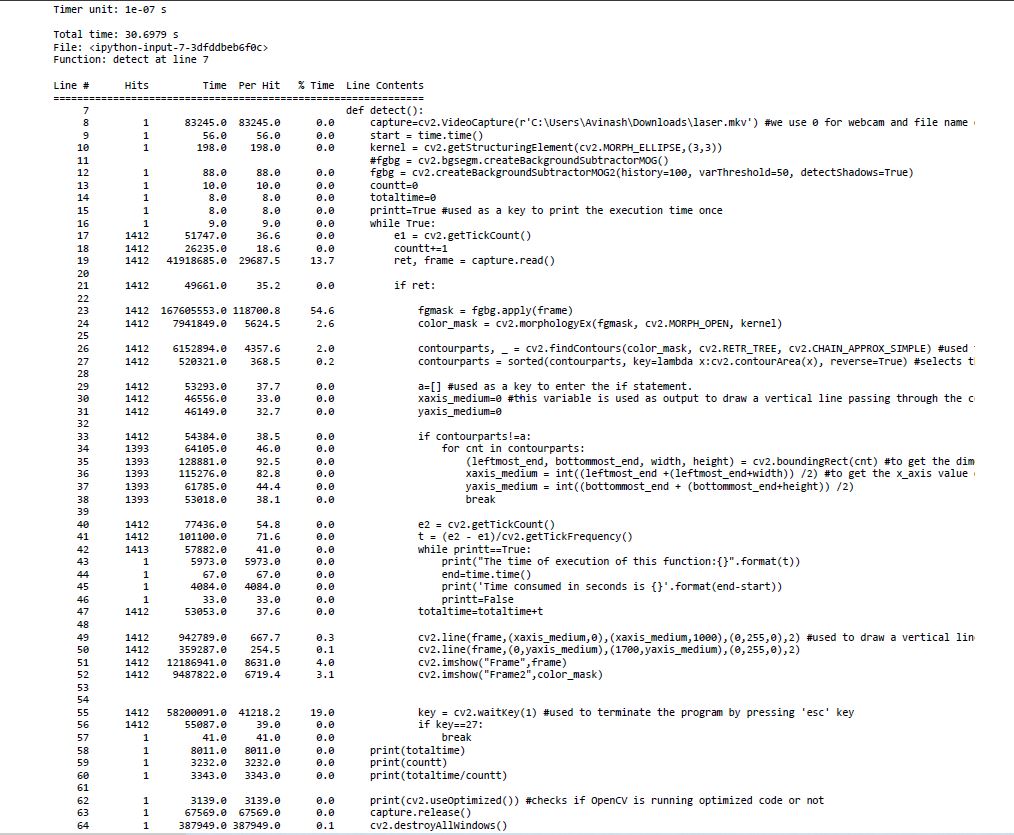 Timer unit: 1e-07 s

Total time: 30.6979 s
File: <ipython-input-7-3dfddbeb6f0c>
Function: detect at line 7

Line #      Hits         Time  Per Hit   % Time  Line Contents
==============================================================
     7                                           def detect():
     8         1      83245.0  83245.0      0.0      capture=cv2.VideoCapture(r'C:\Users\Avinash\Downloads\laser.mkv') #we use 0 for webcam and file name
     9         1         56.0     56.0      0.0      start = time.time()
    10         1        198.0    198.0      0.0      kernel = cv2.getStructuringElement(cv2.MORPH_ELLIPSE,(3,3))
    11                                               #fgbg = cv2.bgsegm.createBackgroundSubtractorMOG()
    12         1         88.0     88.0      0.0      fgbg = cv2.createBackgroundSubtractorMOG2(history=100, varThreshold=50, detectShadows=True)
    13         1         10.0     10.0      0.0      countt=0
    14         1          8.0      8.0      0.0      totaltime=0
    15         1          8.0      8.0      0.0      printt=True #used as a key to print the execution time once
    16         1          9.0      9.0      0.0      while True:
    17      1412      51747.0     36.6      0.0          e1 = cv2.getTickCount()
    18      1412      26235.0     18.6      0.0          countt+=1
    19      1412   41918685.0  29687.5     13.7          ret, frame = capture.read()
    20
    21      1412      49661.0     35.2      0.0          if ret:
    22
    23      1412  167605553.0 118700.8     54.6              fgmask = fgbg.apply(frame)
    24      1412    7941849.0   5624.5      2.6              color_mask = cv2.morphologyEx(fgmask, cv2.MORPH_OPEN, kernel)
    25
    26      1412    6152894.0   4357.6      2.0              contourparts, _ = cv2.findContours(color_mask, cv2.RETR_TREE, cv2.CHAIN_APPROX_SIMPLE) #used
    27      1412     520321.0    368.5      0.2              contourparts = sorted(contourparts, key=lambda x:cv2.contourArea(x), reverse=True) #selects
    28
    29      1412      53293.0     37.7      0.0              a=[] #used as a key to enter the if statement.
    30      1412      46556.0     33.0      0.0              xaxis_medium=0 #this variable is used as output to draw a vertical line passing through the
    31      1412      46149.0     32.7      0.0              yaxis_medium=0
    32
    33      1412      54384.0     38.5      0.0              if contourparts!=a:
    34      1393      64105.0     46.0      0.0                  for cnt in contourparts:
    35      1393     128881.0     92.5      0.0                      (leftmost_end, bottommost_end, width, height) = cv2.boundingRect(cnt) #to get the dim
    36      1393     115276.0     82.8      0.0                      xaxis_medium = int((leftmost_end +(leftmost_end+width)) /2) #to get the x_axis value
    37      1393      61785.0     44.4      0.0                      yaxis_medium = int((bottommost_end + (bottommost_end+height)) /2)
    38      1393      53018.0     38.1      0.0                      break
    39
    40      1412      77436.0     54.8      0.0              e2 = cv2.getTickCount()
    41      1412     101100.0     71.6      0.0              t = (e2 - e1)/cv2.getTickFrequency()
    42      1413      57882.0     41.0      0.0              while printt==True:
    43         1       5973.0   5973.0      0.0                  print("The time of execution of this function:{}".format(t))
    44         1         67.0     67.0      0.0                  end=time.time()
    45         1       4084.0   4084.0      0.0                  print('Time consumed in seconds is {}'.format(end-start))
    46         1         33.0     33.0      0.0                  printt=False
    47      1412      53053.0     37.6      0.0              totaltime=totaltime+t
    48
    49      1412     942789.0    667.7      0.3              cv2.line(frame,(xaxis_medium,0),(xaxis_medium,1000),(0,255,0),2) #used to draw a vertical lin
    50      1412     359287.0    254.5      0.1              cv2.line(frame,(0,yaxis_medium),(1700,yaxis_medium),(0,255,0),2)
    51      1412   12186941.0   8631.0      4.0              cv2.imshow("Frame",frame)
    52      1412    9487822.0   6719.4      3.1              cv2.imshow("Frame2",color_mask)
    53
    54
    55      1412   58200091.0  41218.2     19.0              key = cv2.waitKey(1) #used to terminate the program by pressing 'esc' key
    56      1412      55087.0     39.0      0.0              if key==27:
    57         1         41.0     41.0      0.0                  break
    58         1       8011.0   8011.0      0.0      print(totaltime)
    59         1       3232.0   3232.0      0.0      print(countt)
    60         1       3343.0   3343.0      0.0      print(totaltime/countt)
    61
    62         1       3139.0   3139.0      0.0      print(cv2.useOptimized()) #checks if OpenCV is running optimized code or not
    63         1      67569.0  67569.0      0.0      capture.release()
    64         1     387949.0 387949.0      0.1      cv2.destroyAllWindows()